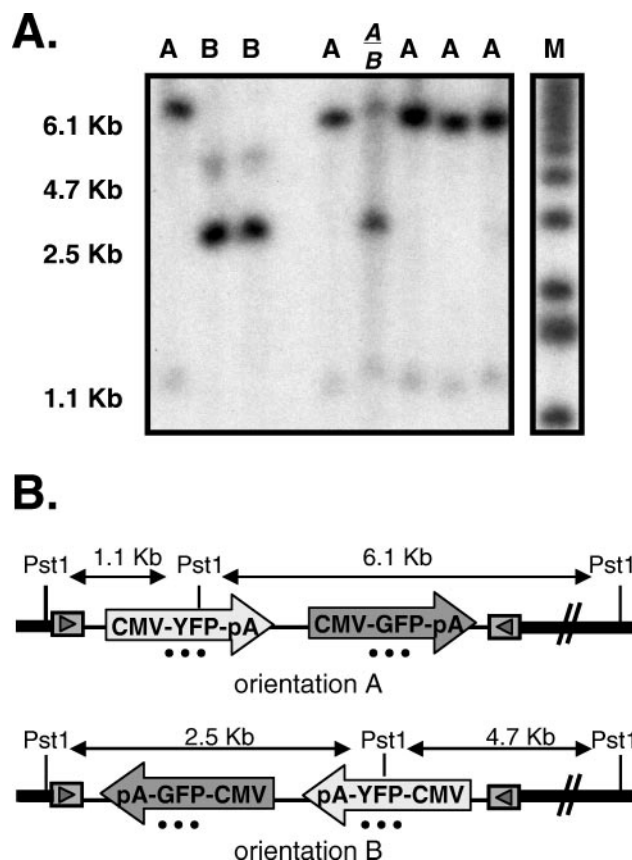 A.
A B B A A/B A A A M
6.1 Kb
4.7 Kb
2.5 Kb
1.1 Kb
B.
Pst1 1.1 Kb Pst1 6.1 Kb Pst1
CMV-YFP-pA CMV-GFP-pA
orientation A
Pst1 2.5 Kb Pst1 4.7 Kb Pst1
pA-GFP-CMV pA-YFP-CMV
orientation B